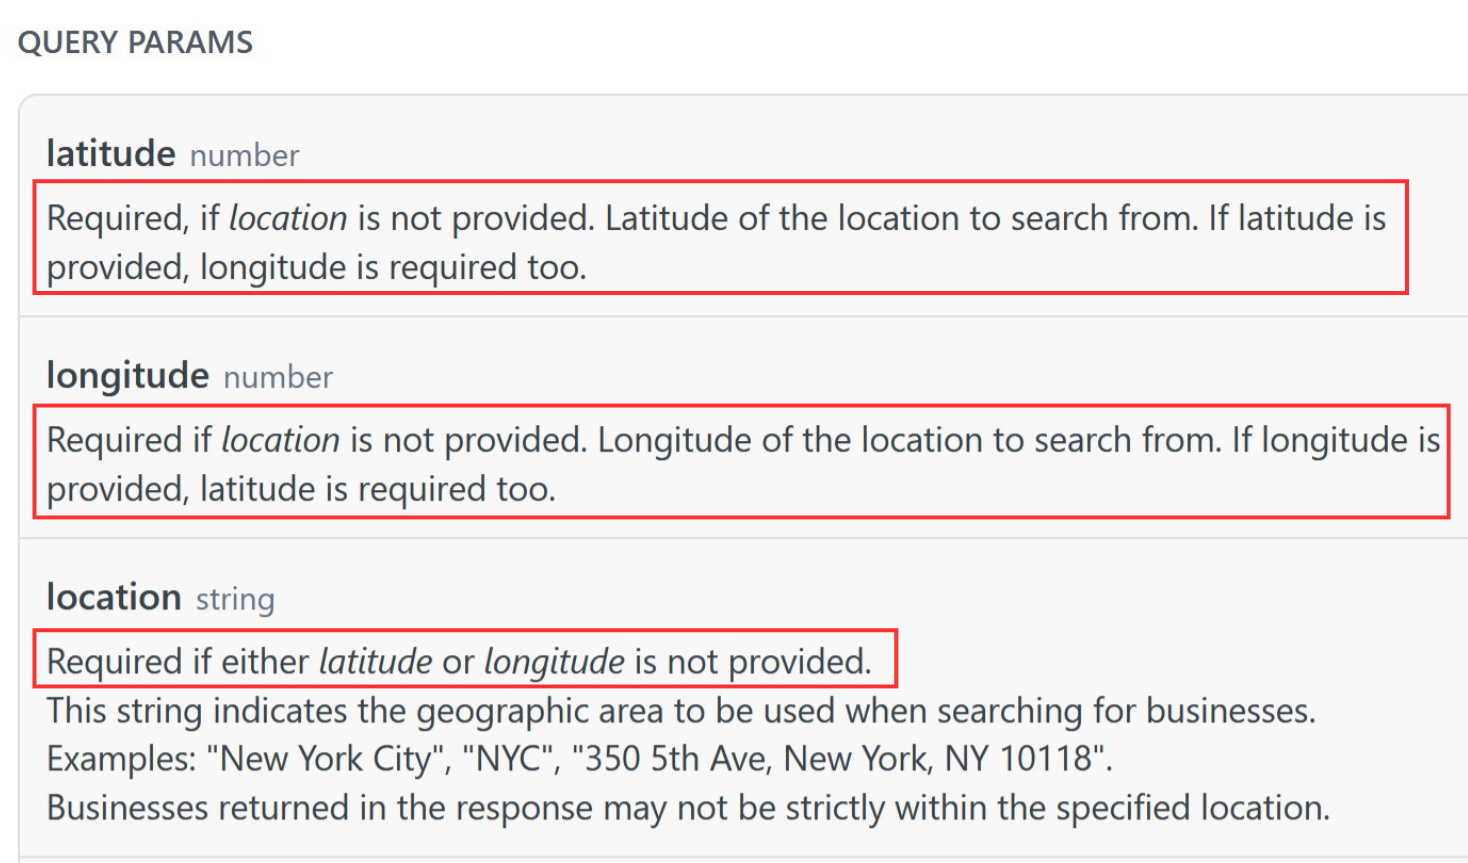 QUERY PARAMS
latitude number
Required, if location is not provided. Latitude of the location to search from. If latitude is
provided, longitude is required too.
longitude number
Required if location is not provided. Longitude of the location to search from. If longitude is
provided, latitude is required too.
location string
Required if either latitude or longitude is not provided.
This string indicates the geographic area to be used when searching for businesses.
Examples: "New York City", "NYC", "350 5th Ave, New York, NY 10118".
Businesses returned in the response may not be strictly within the specified location.